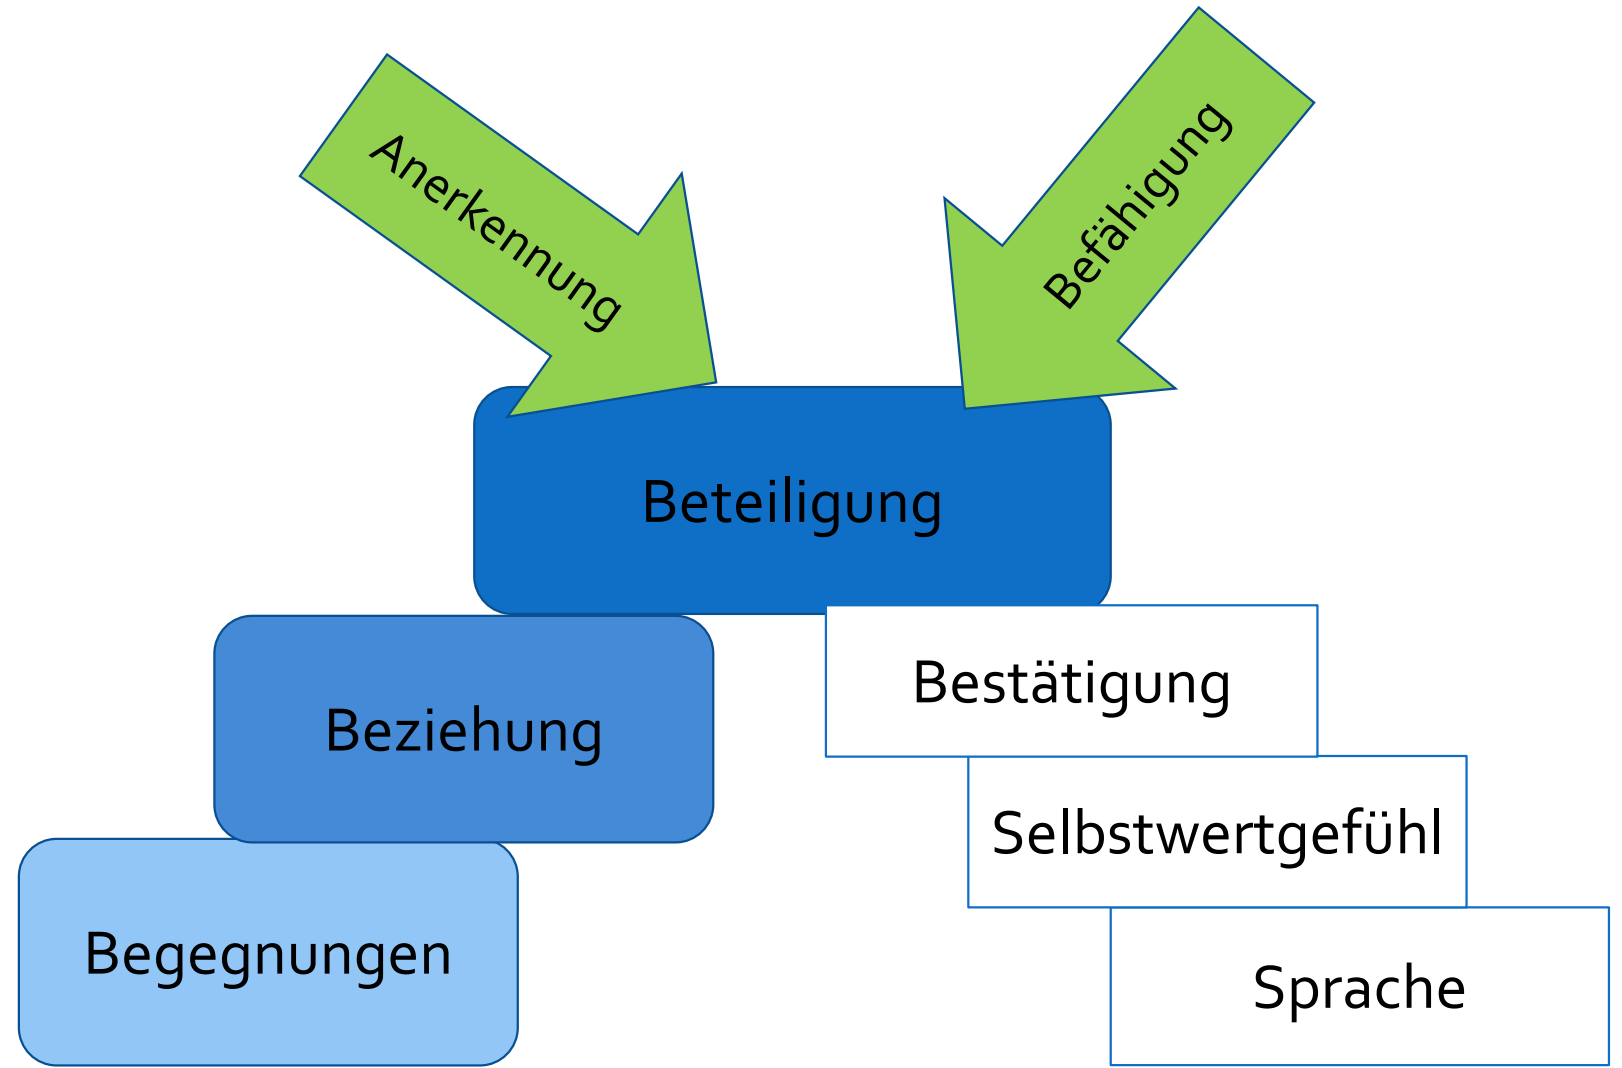 Anerkennung
Befähigung
Beteiligung
Beziehung
Bestätigung
Selbstwertgefühl
Begegnungen
Sprache